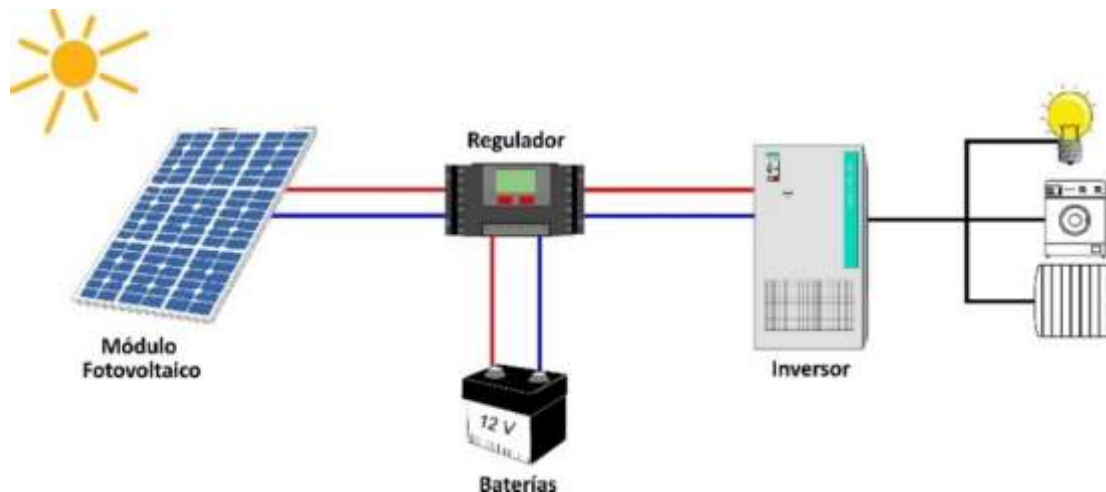 Regulador
Módulo
Fotovoltaico
Inversor
12 V
Baterías